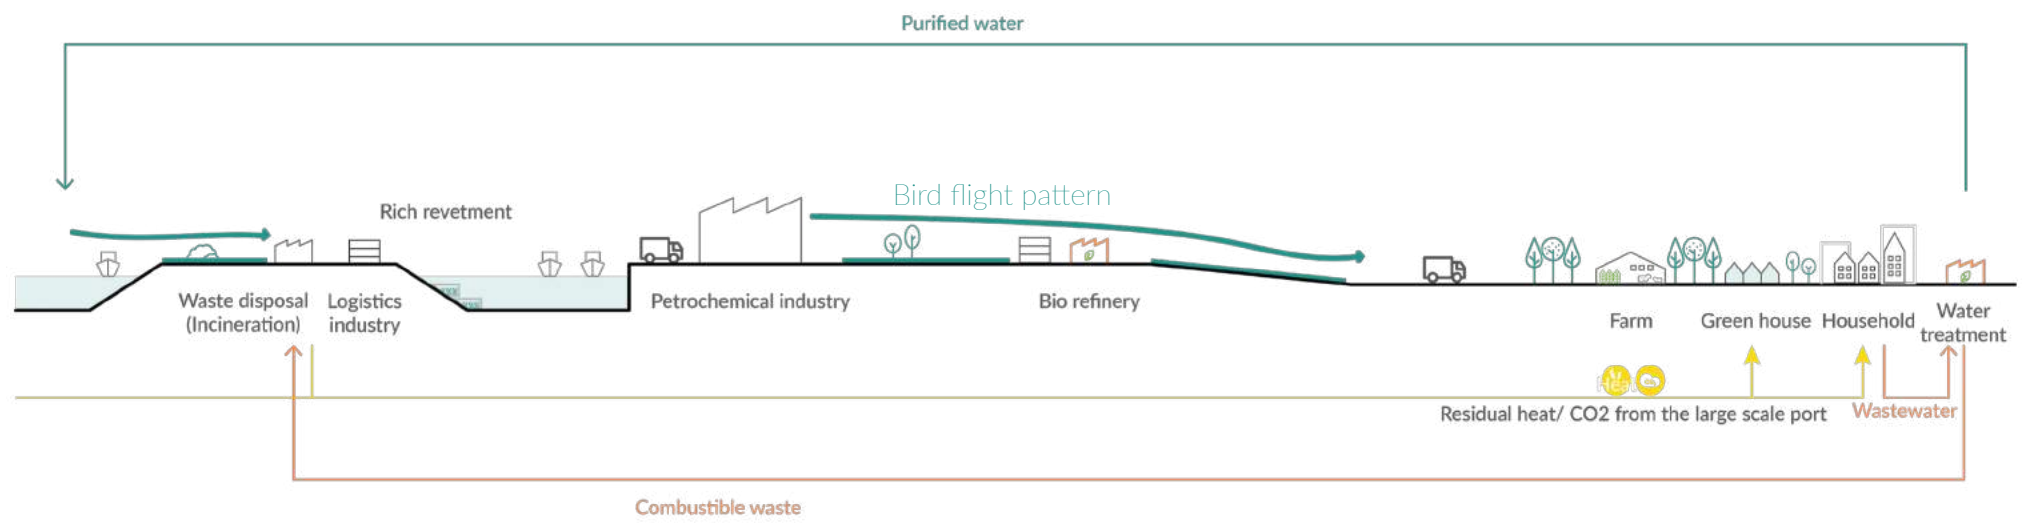 Purified water
Bird flight pattern
Rich revetment
Waste disposal
(Incineration)
Logistics
industry
Petrochemical industry
Bio refinery
Farm
Green house
Household
Water
treatment
Heat
Residual heat/ CO2 from the large scale port
Wastewater
Combustible waste